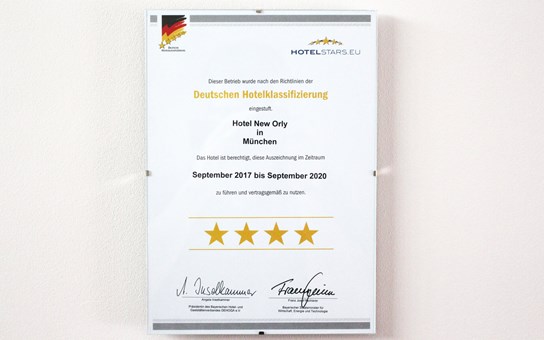 HOTELSTARS.EU
Dieser Betrieb wurde nach den Richtlinien der
Deutschen Hotelklassifizierung
eingestuft.
Hotel New Orly
in
München
Das Hotel ist berechtigt, diese Auszeichnung im Zeitraum
September 2017 bis September 2020
zu führen und vertragsgemäß zu nutzen.